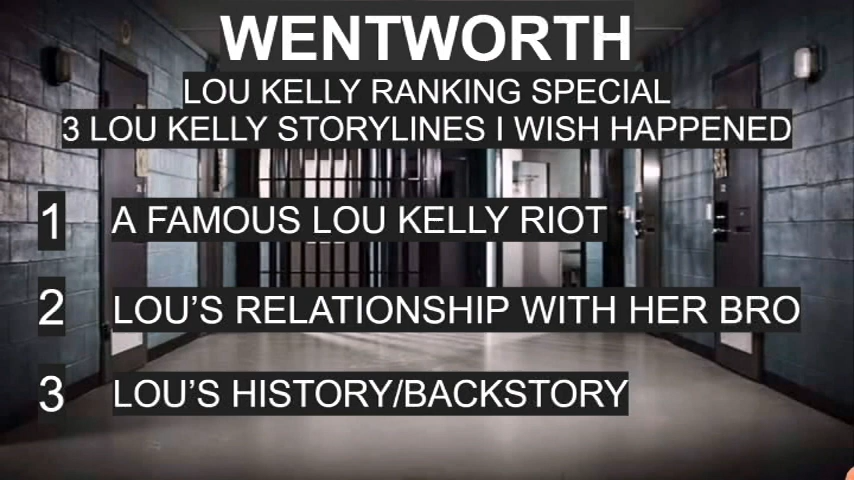 WENTWORTH
LOU KELLY RANKING SPECIAL
3 LOU KELLY STORYLINES I WISH HAPPENED
1 A FAMOUS LOU KELLY RIOT
2 LOU'S RELATIONSHIP WITH HER BRO
3 LOU'S HISTORY/BACKSTORY